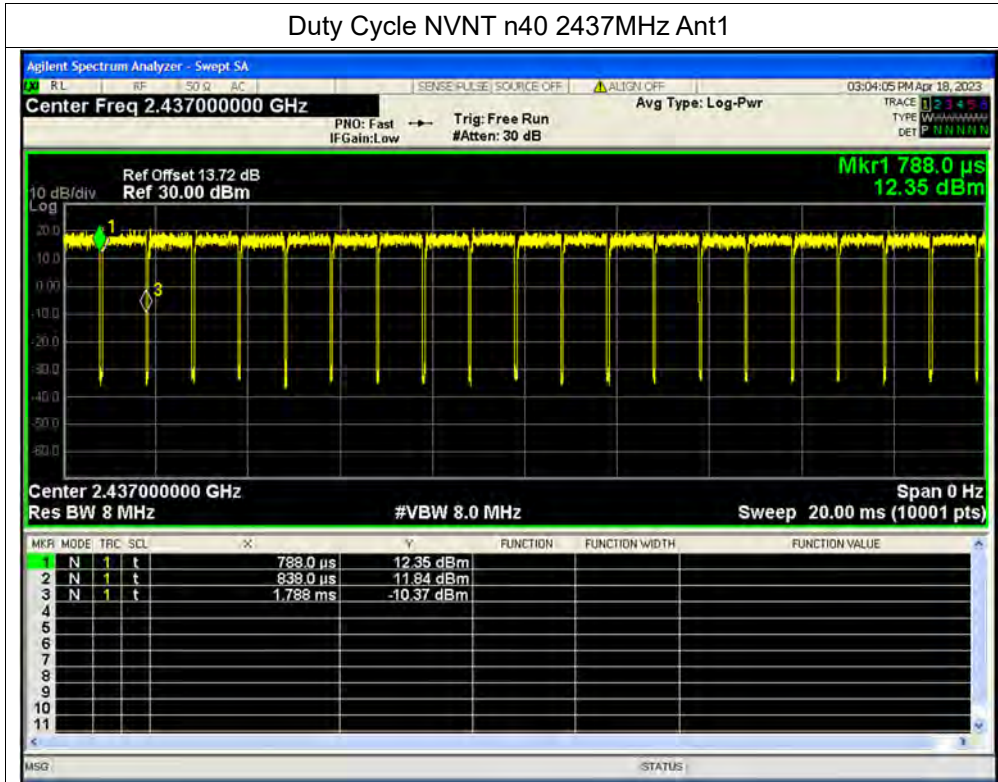 Duty Cycle NVNT n40 2437MHz Ant1
Agilent Spectrum Analyzer - Swept SA
LXI RL RF 50 Ω AC SENSE:PULSE SOURCE OFF ALIGN OFF 03:04:05 PM Apr 18, 2023
Center Freq 2.437000000 GHz Avg Type: Log-Pwr TRACE 1 2 3 4 5 6
PNO: Fast Trig: Free Run TYPE W
IFGain:Low #Atten: 30 dB DET P N N N N N
Mkr1 788.0 µs
12.35 dBm
Ref Offset 13.72 dB
10 dB/div Ref 30.00 dBm
Log
20.0
10.0
0.00
-10.0
-20.0
-30.0
-40.0
-50.0
-60.0
1
3
Center 2.437000000 GHz Span 0 Hz
Res BW 8 MHz #VBW 8.0 MHz Sweep 20.00 ms (10001 pts)
MKR MODE TRC SCL X Y FUNCTION FUNCTION WIDTH FUNCTION VALUE
1 N 1 t 788.0 µs 12.35 dBm
2 N 1 t 838.0 µs 11.84 dBm
3 N 1 t 1.788 ms -10.37 dBm
4
5
6
7
8
9
10
11
MSG STATUS